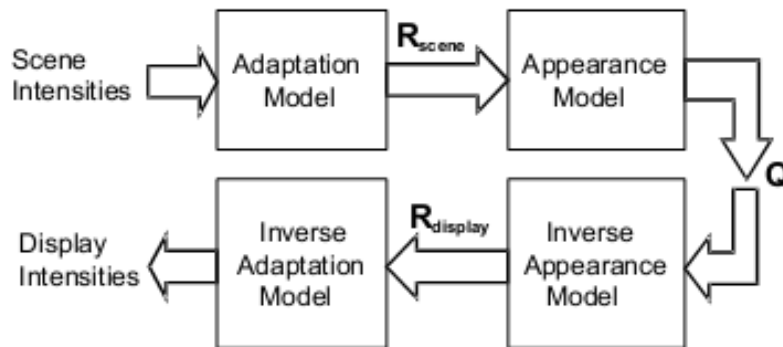 Scene
Intensities
Adaptation
Model
Rscene
Appearance
Model
Q
Display
Intensities
Inverse
Adaptation
Model
Rdisplay
Inverse
Appearance
Model